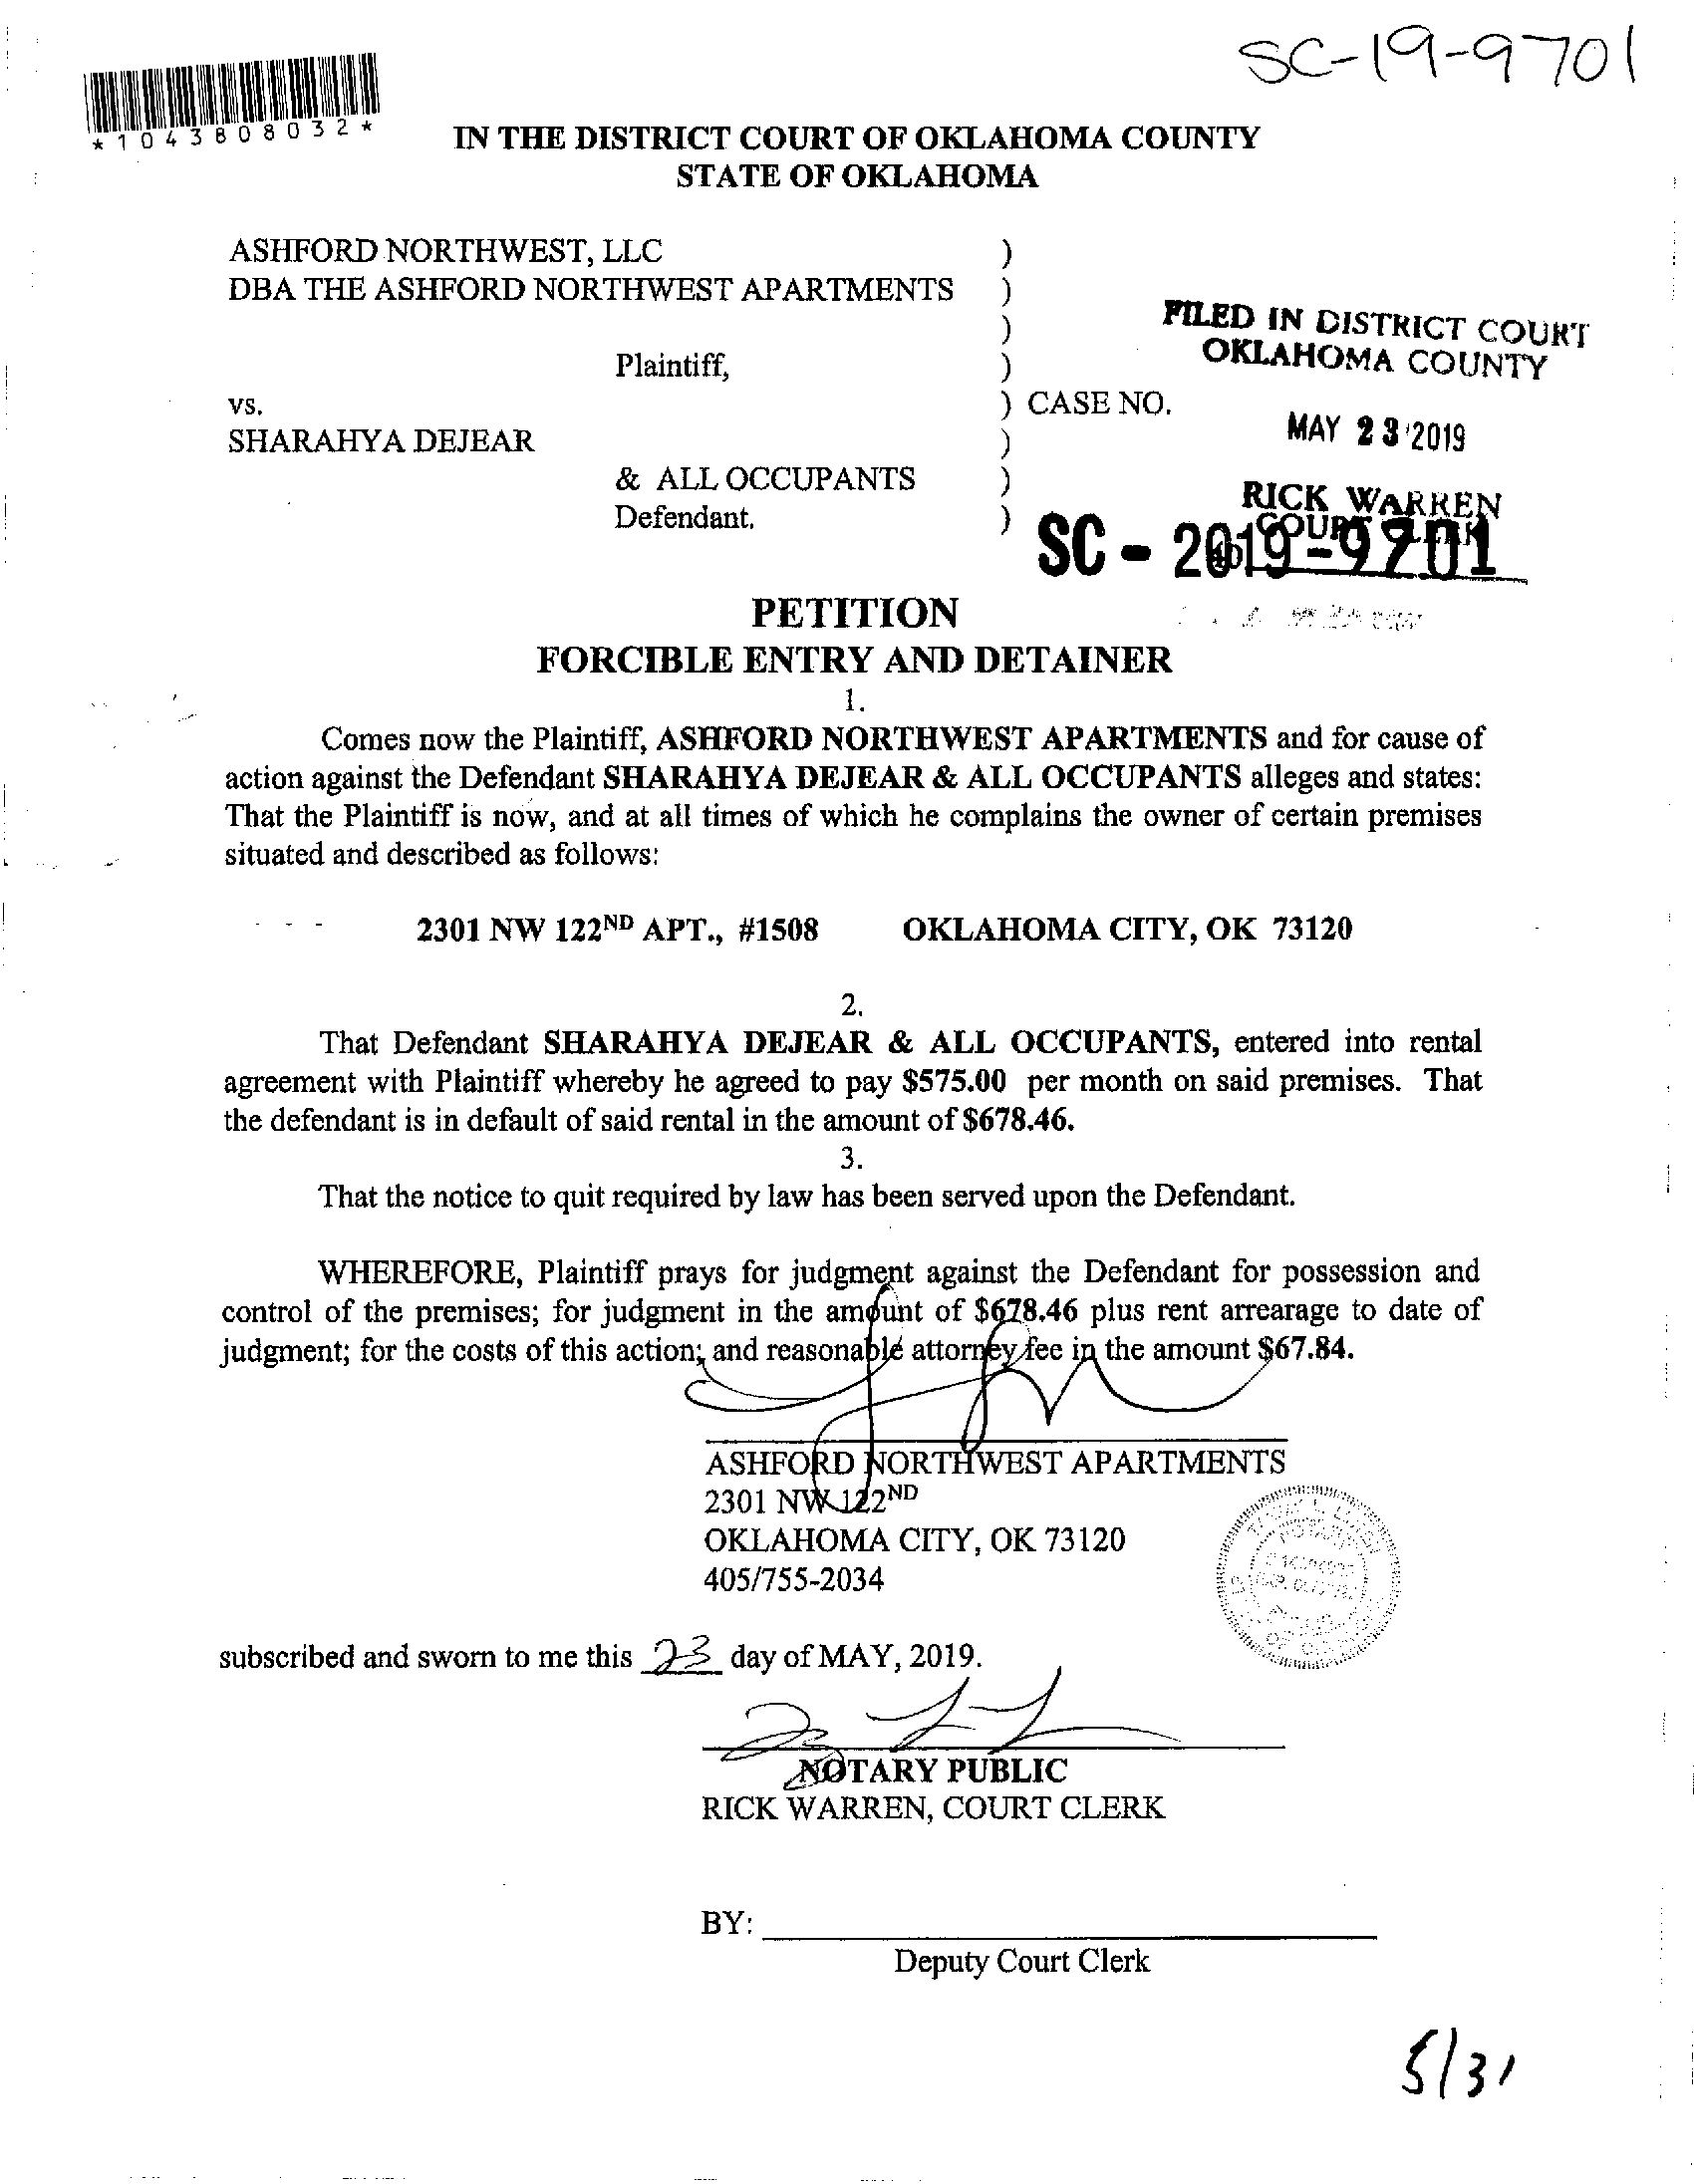 SC-19-9701
*1043808032*
IN THE DISTRICT COURT OF OKLAHOMA COUNTY
STATE OF OKLAHOMA
ASHFORD NORTHWEST, LLC )
DBA THE ASHFORD NORTHWEST APARTMENTS )
)
FILED IN DISTRICT COURT
OKLAHOMA COUNTY
Plaintiff, )
vs. ) CASE NO.
MAY 23 2019
SHARAHYA DEJEAR )
& ALL OCCUPANTS )
RICK WARREN
COURT CLERK
Defendant. )
SC - 2019-9701
PETITION
FORCIBLE ENTRY AND DETAINER
1.
Comes now the Plaintiff, ASHFORD NORTHWEST APARTMENTS and for cause of
action against the Defendant SHARAHYA DEJEAR & ALL OCCUPANTS alleges and states:
That the Plaintiff is now, and at all times of which he complains the owner of certain premises
situated and described as follows:
2301 NW 122ND APT., #1508 OKLAHOMA CITY, OK 73120
2.
That Defendant SHARAHYA DEJEAR & ALL OCCUPANTS, entered into rental
agreement with Plaintiff whereby he agreed to pay $575.00 per month on said premises. That
the defendant is in default of said rental in the amount of $678.46.
3.
That the notice to quit required by law has been served upon the Defendant.
WHEREFORE, Plaintiff prays for judgment against the Defendant for possession and
control of the premises; for judgment in the amount of $678.46 plus rent arrearage to date of
judgment; for the costs of this action; and reasonable attorney fee in the amount $67.84.
ASHFORD NORTHWEST APARTMENTS
2301 NW 122ND
OKLAHOMA CITY, OK 73120
405/755-2034
subscribed and sworn to me this 23 day of MAY, 2019.
NOTARY PUBLIC
RICK WARREN, COURT CLERK
BY:
Deputy Court Clerk
5/31